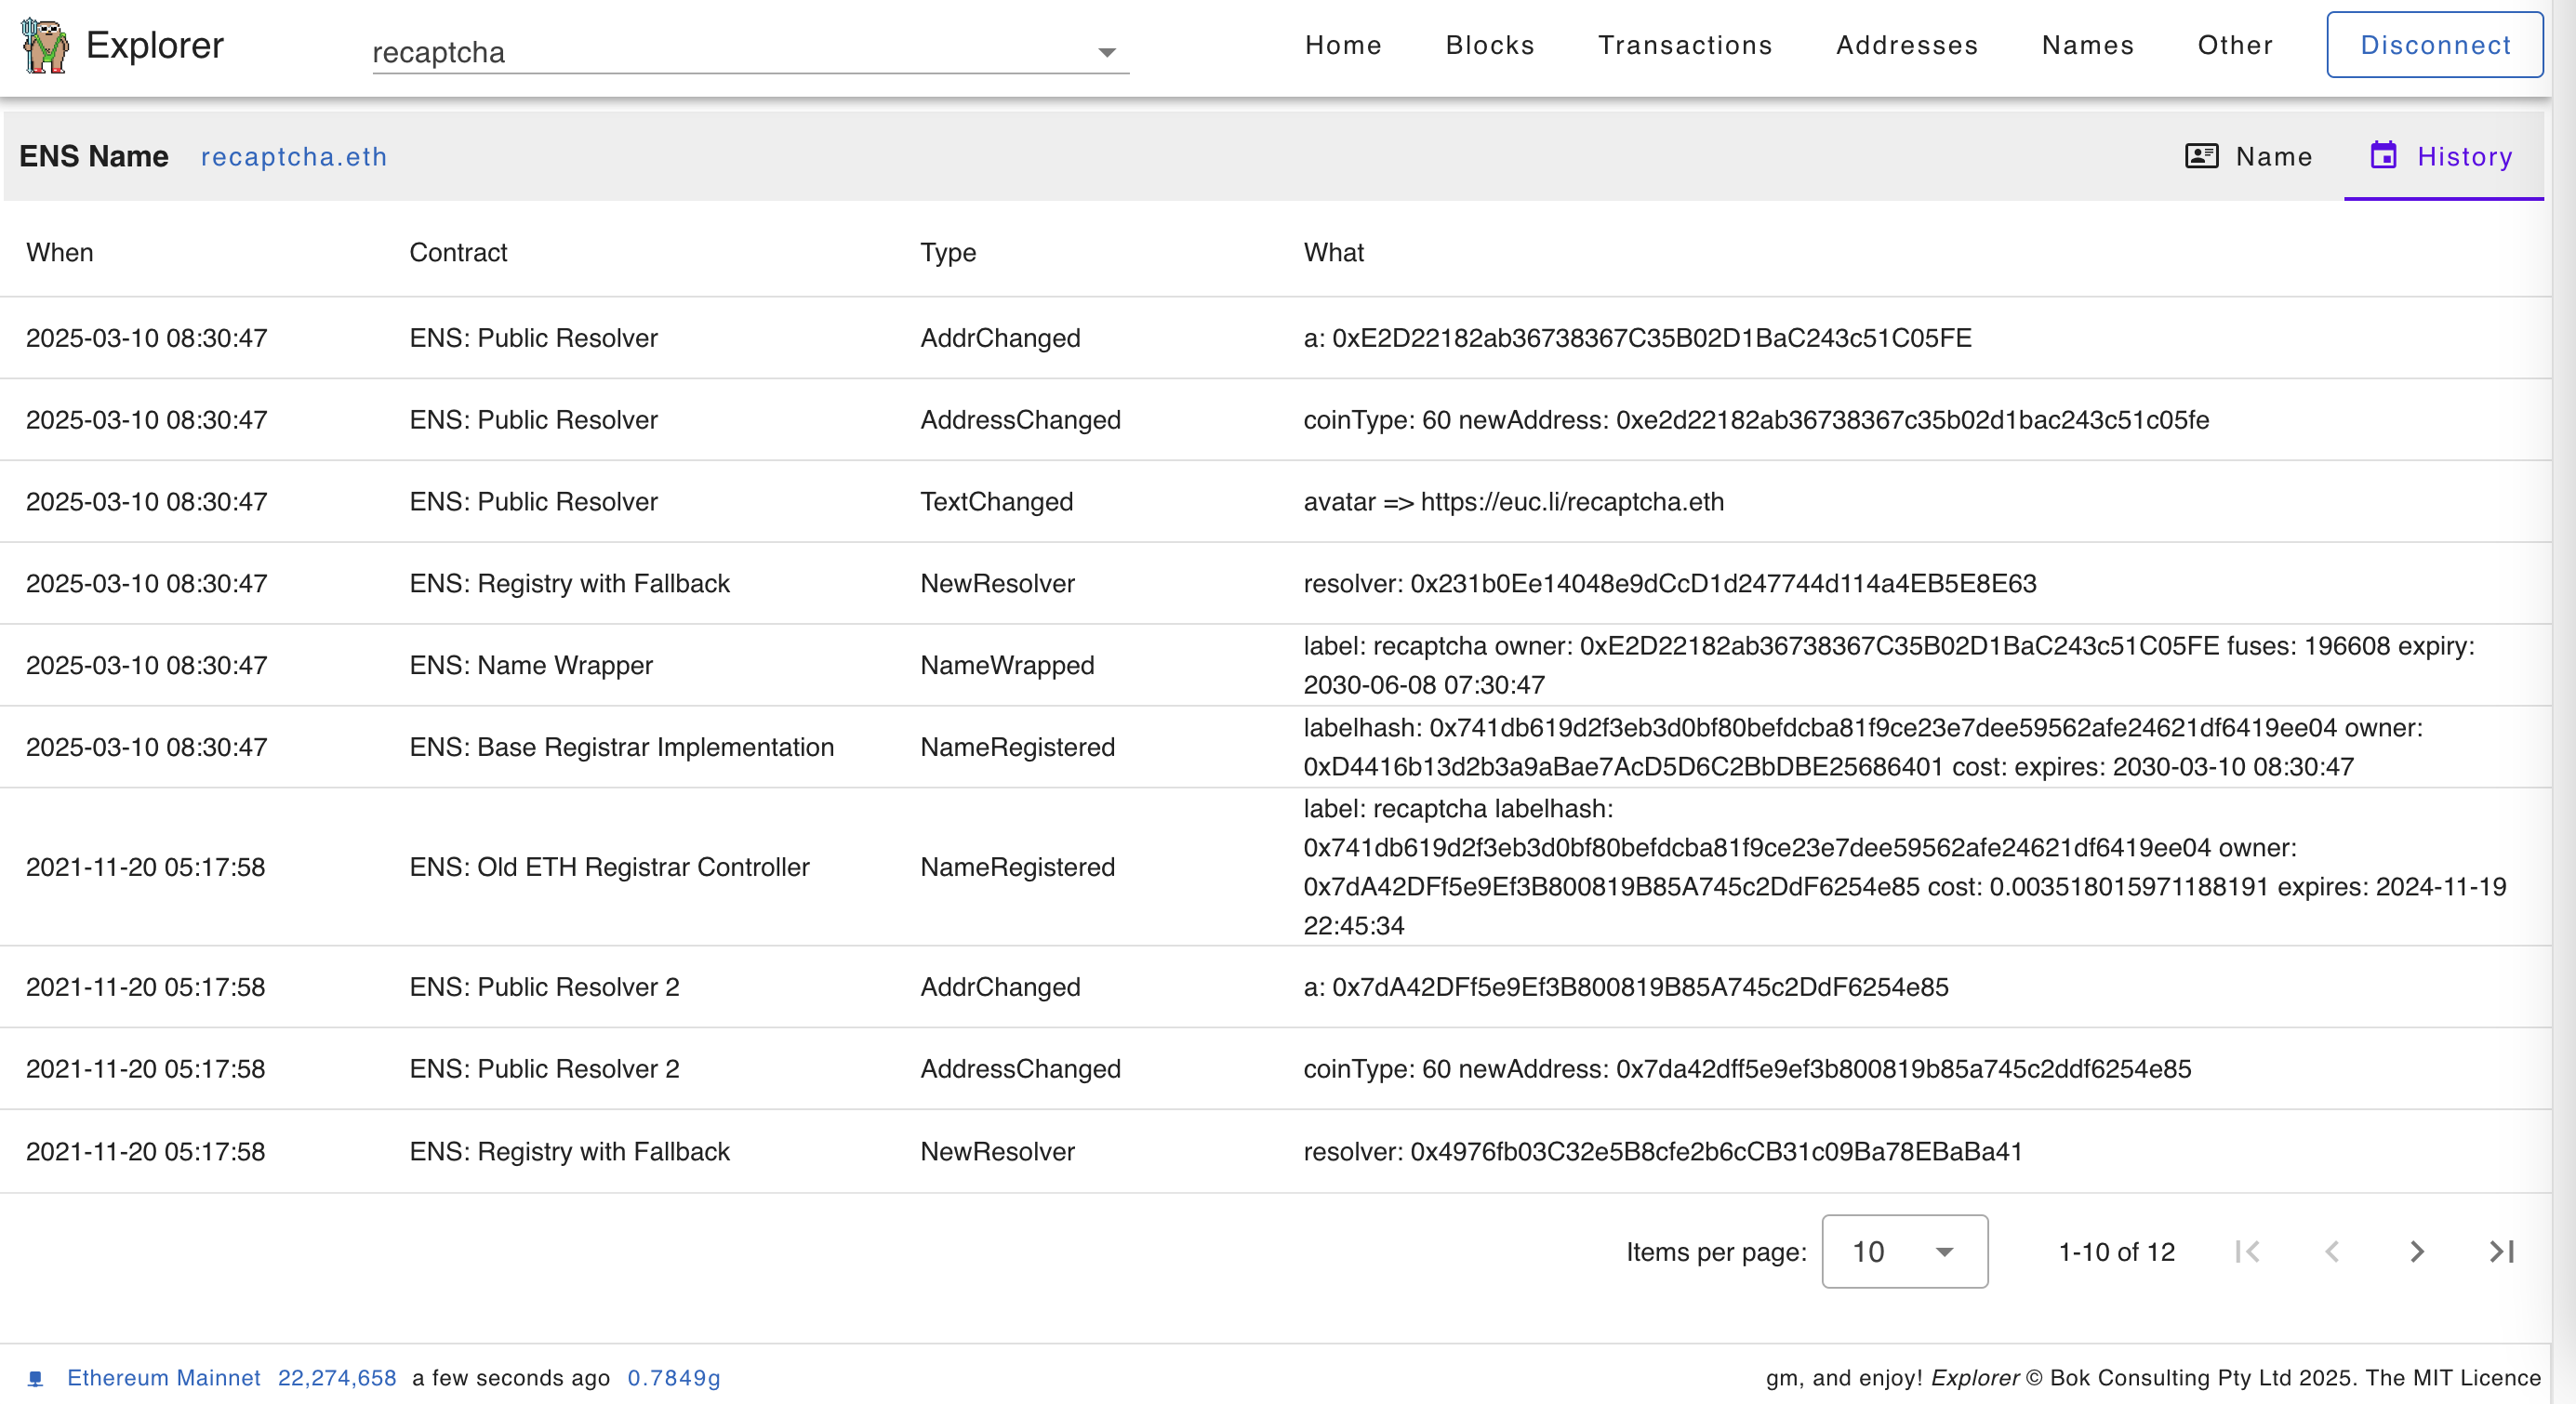 Explorer
recaptcha
Home Blocks Transactions Addresses Names Other Disconnect
ENS Name recaptcha.eth Name History
When Contract Type What
2025-03-10 08:30:47 ENS: Public Resolver AddrChanged a: 0xE2D22182ab36738367C35B02D1BaC243c51C05FE
2025-03-10 08:30:47 ENS: Public Resolver AddressChanged coinType: 60 newAddress: 0xe2d22182ab36738367c35b02d1bac243c51c05fe
2025-03-10 08:30:47 ENS: Public Resolver TextChanged avatar => https://euc.li/recaptcha.eth
2025-03-10 08:30:47 ENS: Registry with Fallback NewResolver resolver: 0x231b0Ee14048e9dCcD1d247744d114a4EB5E8E63
2025-03-10 08:30:47 ENS: Name Wrapper NameWrapped label: recaptcha owner: 0xE2D22182ab36738367C35B02D1BaC243c51C05FE fuses: 196608 expiry:
2030-06-08 07:30:47
2025-03-10 08:30:47 ENS: Base Registrar Implementation NameRegistered labelhash: 0x741db619d2f3eb3d0bf80befdcba81f9ce23e7dee59562afe24621df6419ee04 owner:
0xD4416b13d2b3a9aBae7AcD5D6C2BbDBE25686401 cost: expires: 2030-03-10 08:30:47
2021-11-20 05:17:58 ENS: Old ETH Registrar Controller NameRegistered label: recaptcha labelhash:
0x741db619d2f3eb3d0bf80befdcba81f9ce23e7dee59562afe24621df6419ee04 owner:
0x7dA42DFf5e9Ef3B800819B85A745c2DdF6254e85 cost: 0.003518015971188191 expires: 2024-11-19
22:45:34
2021-11-20 05:17:58 ENS: Public Resolver 2 AddrChanged a: 0x7dA42DFf5e9Ef3B800819B85A745c2DdF6254e85
2021-11-20 05:17:58 ENS: Public Resolver 2 AddressChanged coinType: 60 newAddress: 0x7da42dff5e9ef3b800819b85a745c2ddf6254e85
2021-11-20 05:17:58 ENS: Registry with Fallback NewResolver resolver: 0x4976fb03C32e5B8cfe2b6cCB31c09Ba78EBaBa41
Items per page: 10 1-10 of 12
Ethereum Mainnet 22,274,658 a few seconds ago 0.7849g
gm, and enjoy! Explorer © Bok Consulting Pty Ltd 2025. The MIT Licence